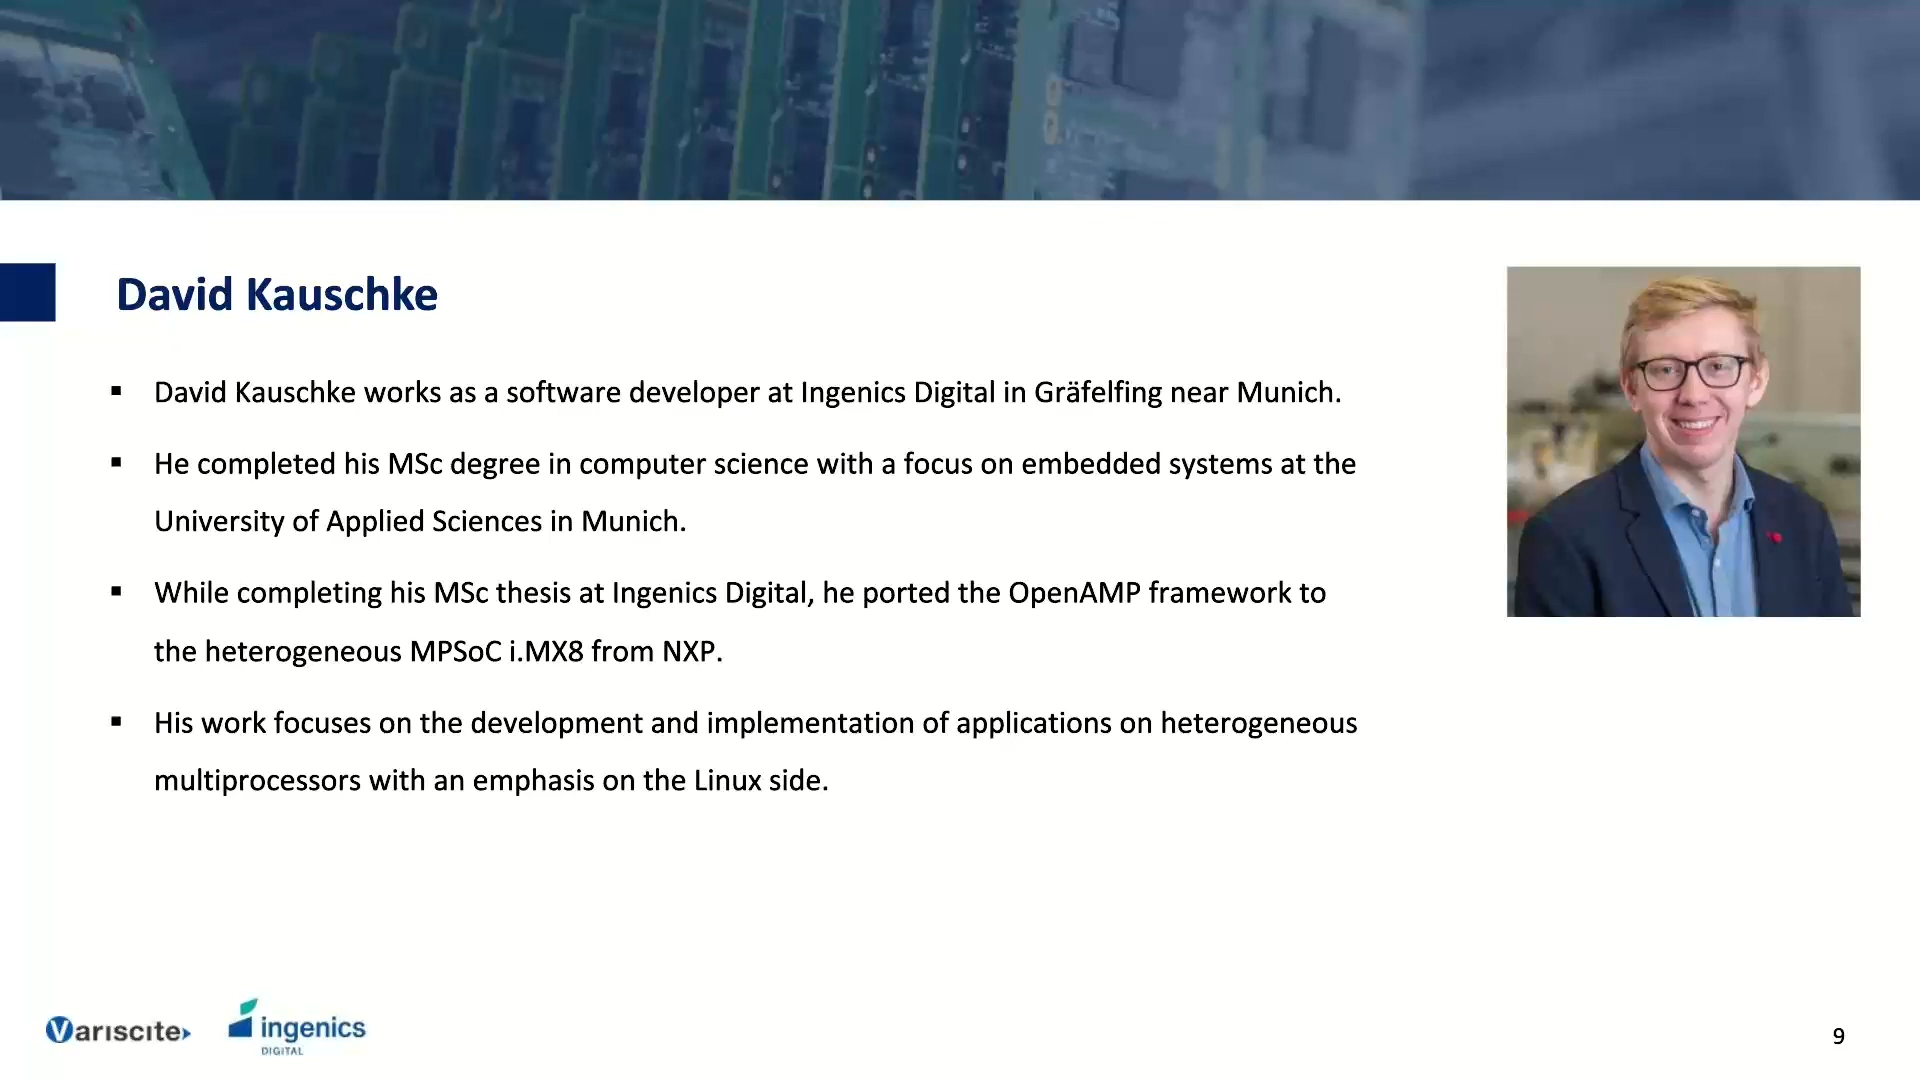 David Kauschke
▪ David Kauschke works as a software developer at Ingenics Digital in Gräfelfing near Munich.
▪ He completed his MSc degree in computer science with a focus on embedded systems at the
University of Applied Sciences in Munich.
▪ While completing his MSc thesis at Ingenics Digital, he ported the OpenAMP framework to
the heterogeneous MPSoC i.MX8 from NXP.
▪ His work focuses on the development and implementation of applications on heterogeneous
multiprocessors with an emphasis on the Linux side.
Variscite
ingenics
DIGITAL
9